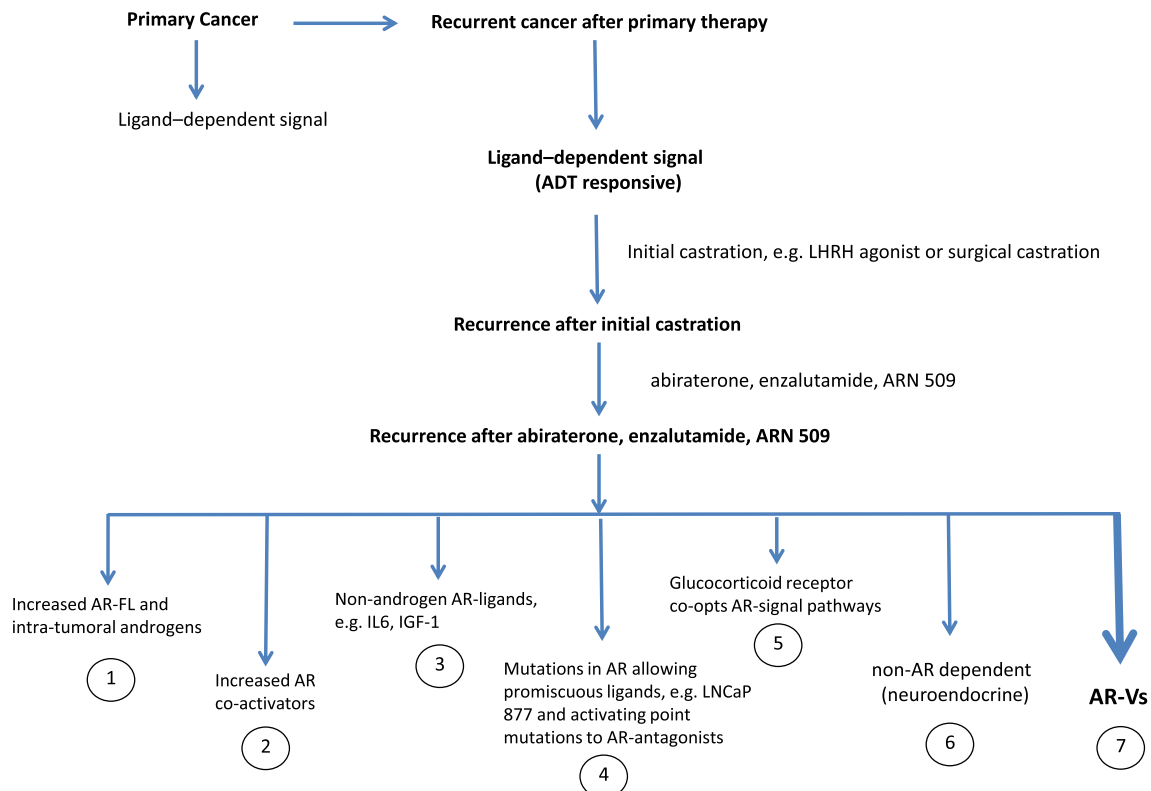 Primary Cancer
Recurrent cancer after primary therapy
Ligand–dependent signal
Ligand–dependent signal
(ADT responsive)
Initial castration, e.g. LHRH agonist or surgical castration
Recurrence after initial castration
abiraterone, enzalutamide, ARN 509
Recurrence after abiraterone, enzalutamide, ARN 509
Increased AR-FL and
intra-tumoral androgens
1
Increased AR
co-activators
2
Non-androgen AR-ligands,
e.g. IL6, IGF-1
3
Mutations in AR allowing
promiscuous ligands, e.g. LNCaP
877 and activating point
mutations to AR-antagonists
4
Glucocorticoid receptor
co-opts AR-signal pathways
5
non-AR dependent
(neuroendocrine)
6
AR-Vs
7